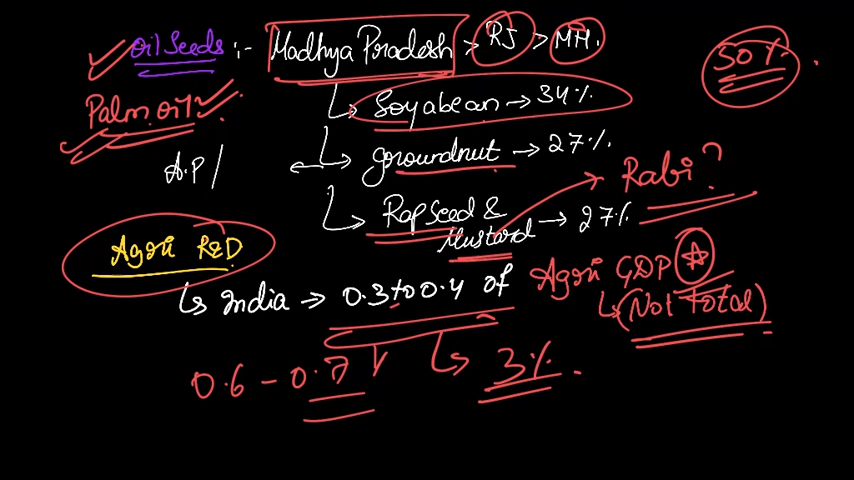 Oil Seeds :- Madhya Pradesh > RJ > MH.
50%.
Palm oil
Soyabean → 34%
A.P/
Groundnut → 27%.
Rabi?
Rapseed &
Mustard → 27%
Agri R&D
India → 0.3 to 0.4 of Agri GDP
(Not Total)
0.6 - 0.7
3%.